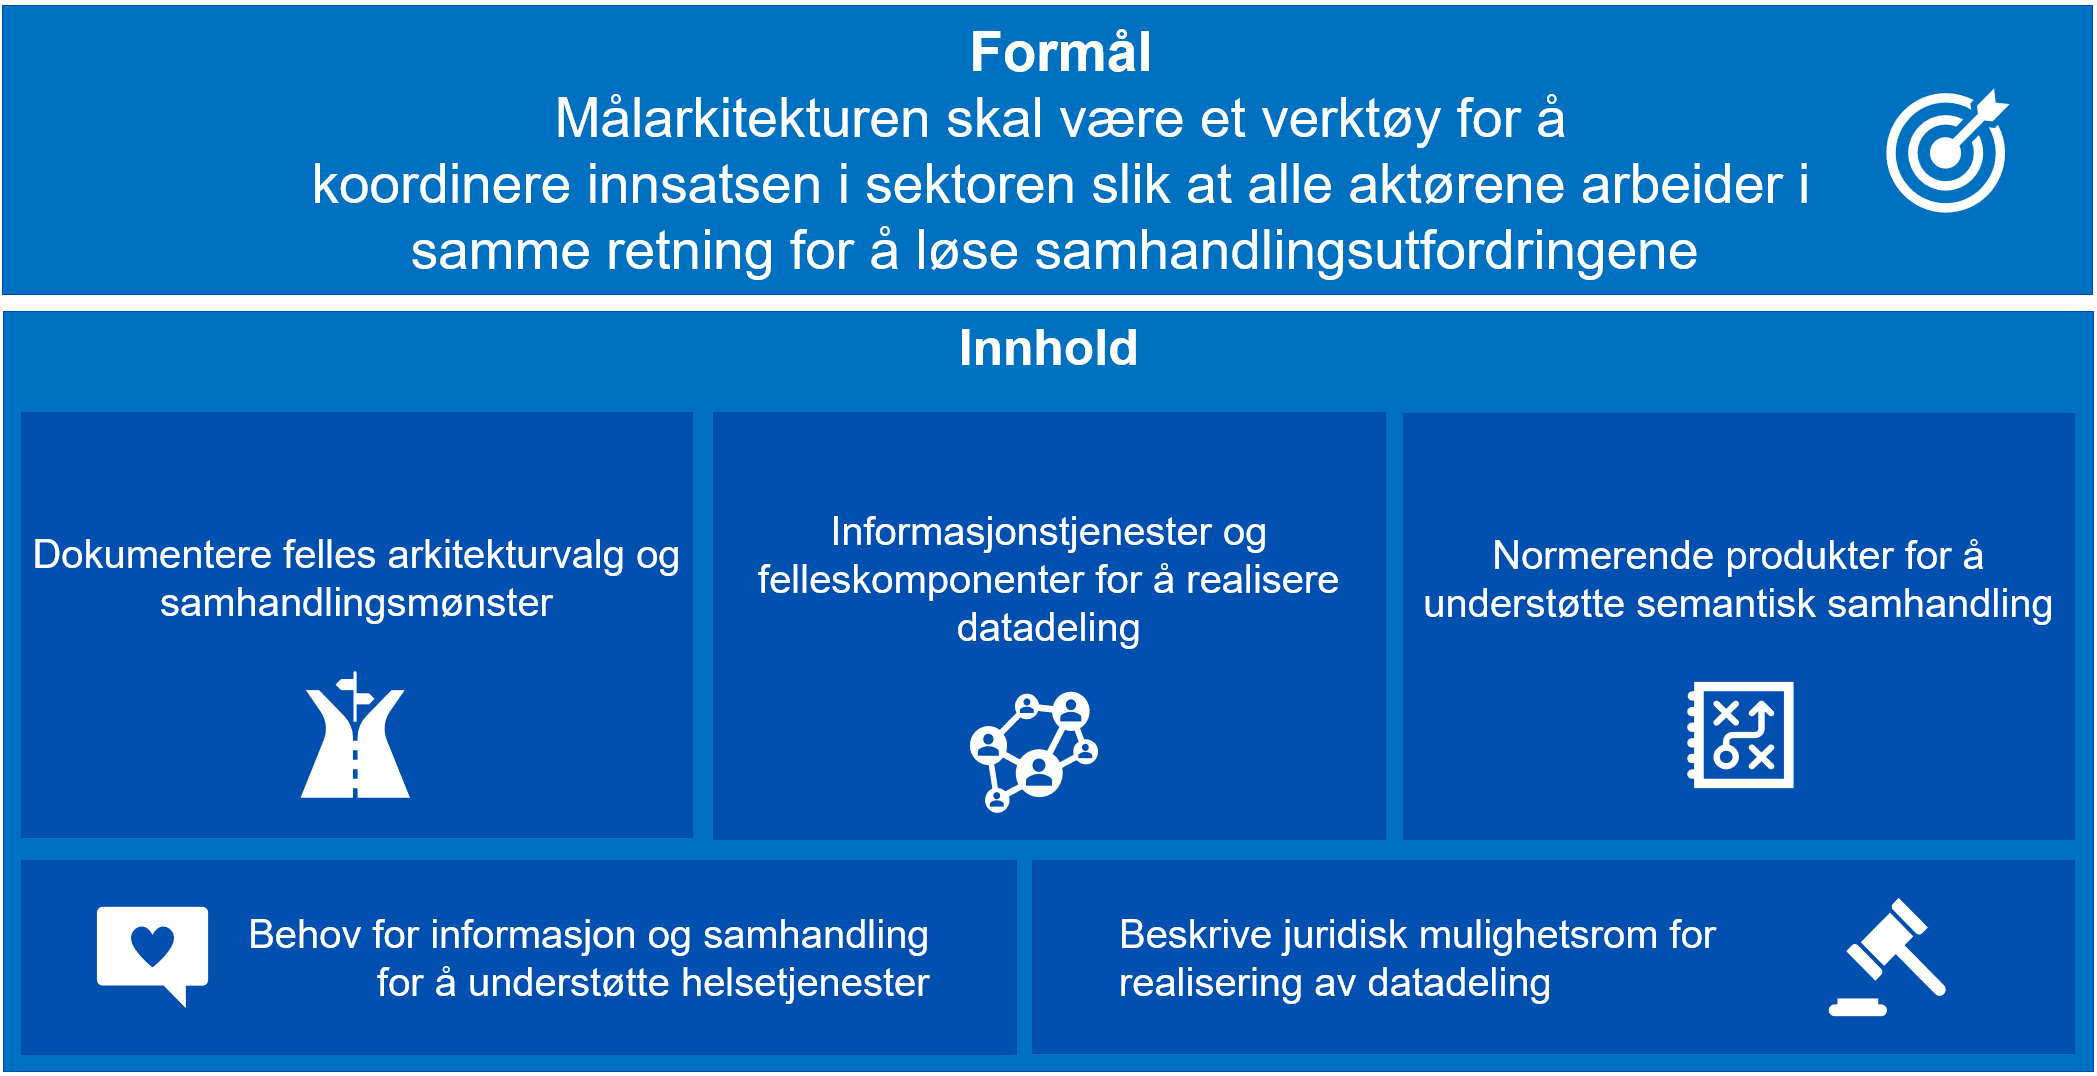 Formål
Målarkitekturen skal være et verktøy for å
koordinere innsatsen i sektoren slik at alle aktørene arbeider i
samme retning for å løse samhandlingsutfordringene
Innhold
Dokumentere felles arkitekturvalg og
samhandlingsmønster
Informasjonstjenester og
felleskomponenter for å realisere
datadeling
Normerende produkter for å
understøtte semantisk samhandling
Behov for informasjon og samhandling
for å understøtte helsetjenester
Beskrive juridisk mulighetsrom for
realisering av datadeling